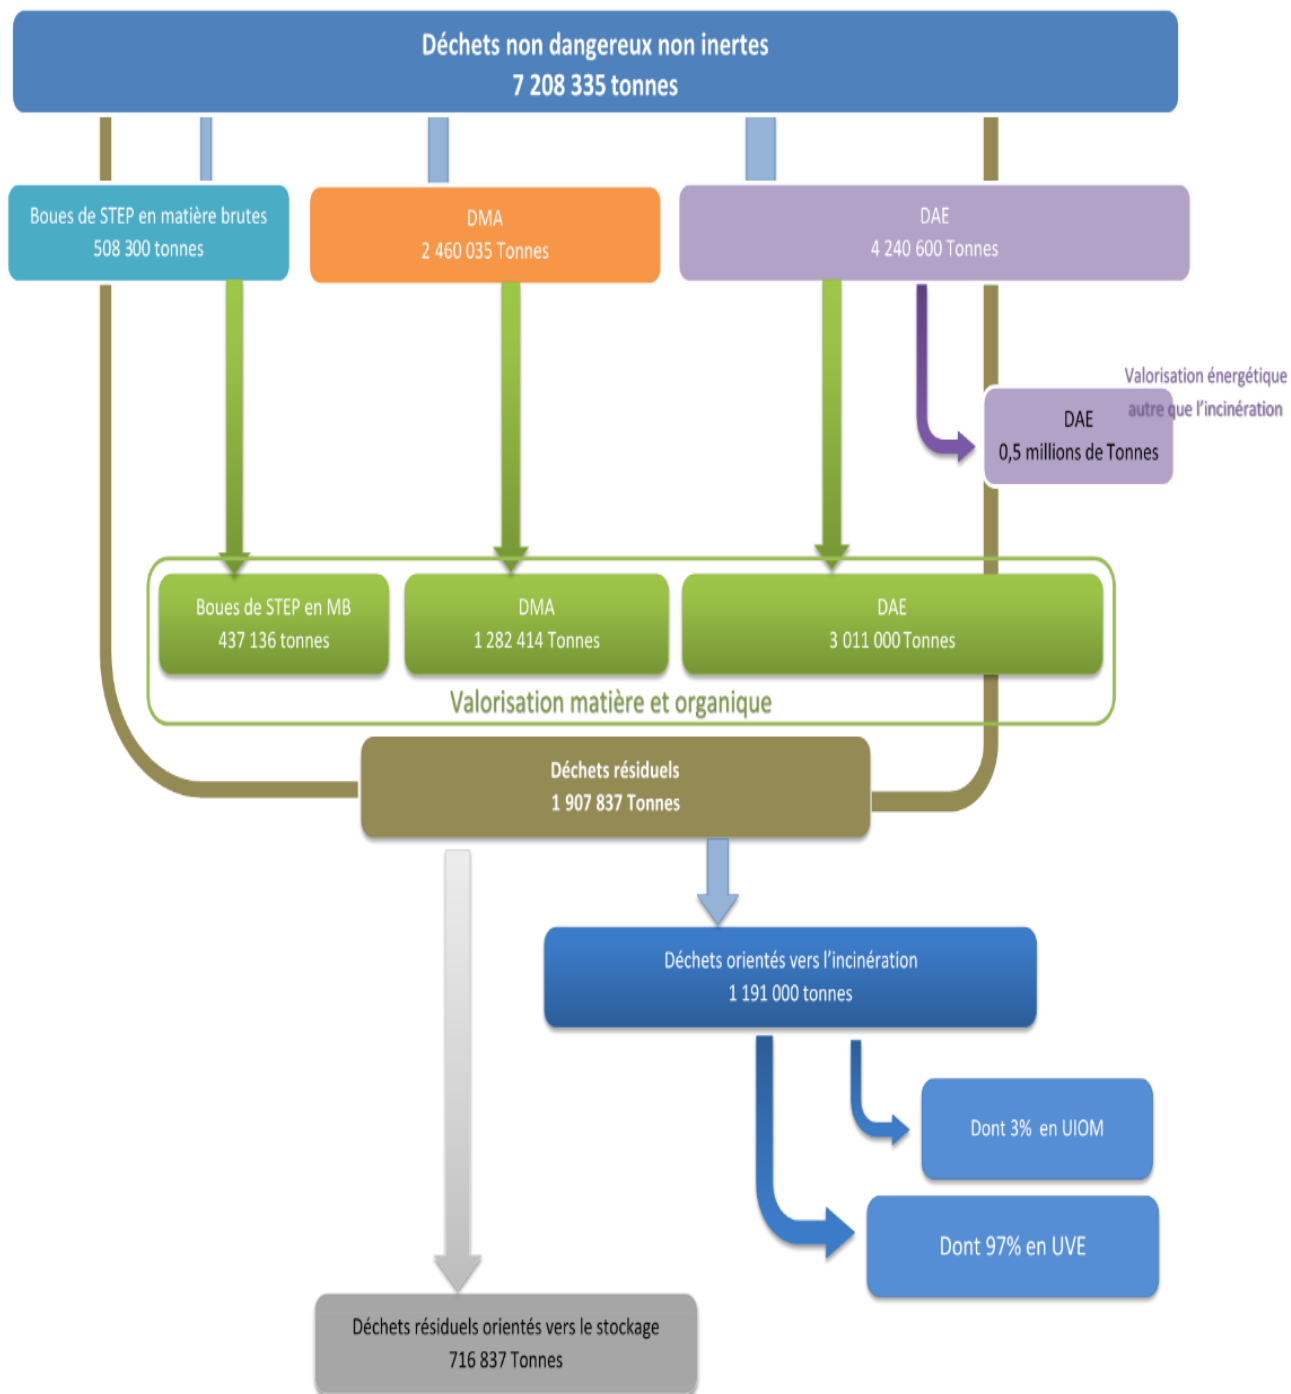 Déchets non dangereux non inertes
7 208 335 tonnes
Boues de STEP en matière brutes
508 300 tonnes
DMA
2 460 035 Tonnes
DAE
4 240 600 Tonnes
Valorisation énergétique
autre que l'incinération
DAE
0,5 millions de Tonnes
Boues de STEP en MB
437 136 tonnes
DMA
1 282 414 Tonnes
DAE
3 011 000 Tonnes
Valorisation matière et organique
Déchets résiduels
1 907 837 Tonnes
Déchets orientés vers l'incinération
1 191 000 tonnes
Dont 3% en UIOM
Dont 97% en UVE
Déchets résiduels orientés vers le stockage
716 837 Tonnes